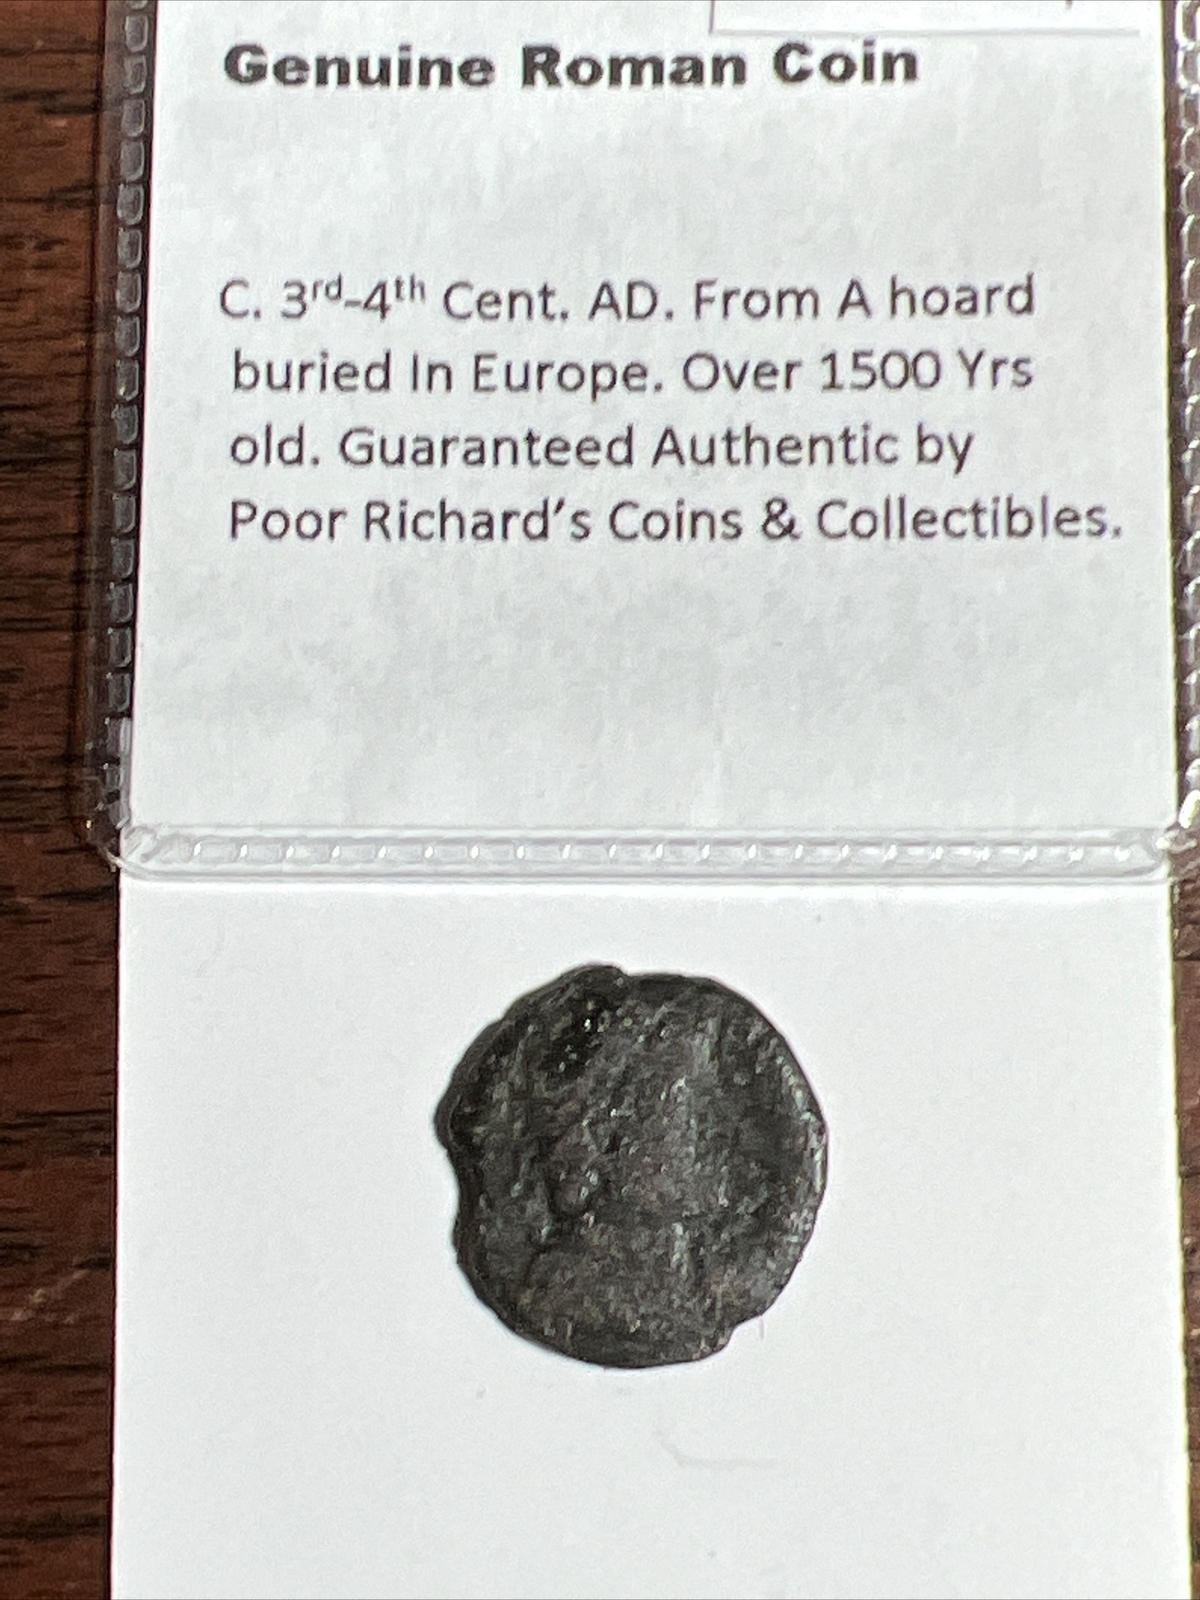 Genuine Roman Coin
C. 3rd-4th Cent. AD. From A hoard
buried In Europe. Over 1500 Yrs
old. Guaranteed Authentic by
Poor Richard's Coins & Collectibles.